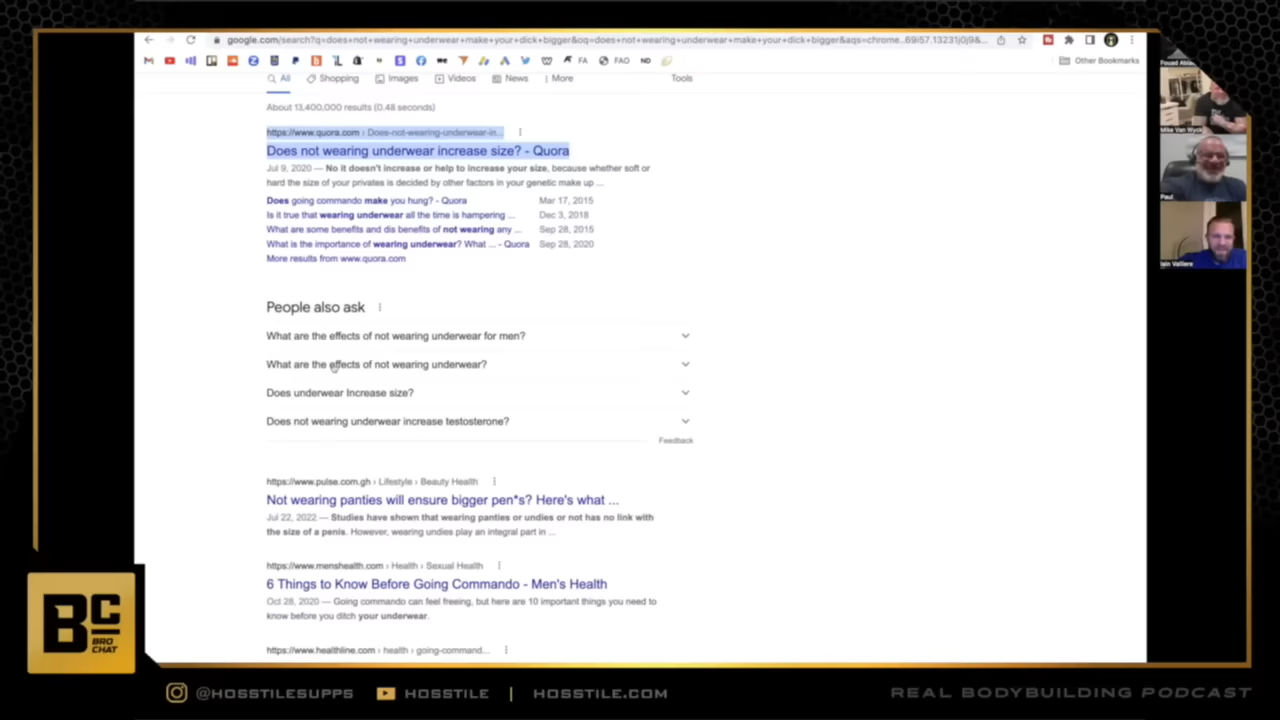 google.com/search?q=does+not+wearing+underwear+make+your+dick+bigger&oq=does+not+wearing+underwear+make+your+dick+bigger&aqs=chrome..69i57.13231j0j9&...
FA
FAO
ND
Other Bookmarks
All
Shopping
Images
Videos
News
More
Tools
About 13,400,000 results (0.48 seconds)
https://www.quora.com › Does-not-wearing-underwear-in...
Does not wearing underwear increase size? - Quora
Jul 9, 2020 — No it doesn't increase or help to increase your size, because whether soft or
hard the size of your privates is decided by other factors in your genetic make up ...
Does going commando make you hung? - Quora Mar 17, 2015
Is it true that wearing underwear all the time is hampering ... Dec 3, 2018
What are some benefits and dis benefits of not wearing any ... Sep 28, 2015
What is the importance of wearing underwear? What ... - Quora Sep 28, 2020
More results from www.quora.com
People also ask
What are the effects of not wearing underwear for men?
What are the effects of not wearing underwear?
Does underwear Increase size?
Does not wearing underwear increase testosterone?
Feedback
https://www.pulse.com.gh › Lifestyle › Beauty Health
Not wearing panties will ensure bigger pen*s? Here's what ...
Jul 22, 2022 — Studies have shown that wearing panties or undies or not has no link with
the size of a penis. However, wearing undies play an integral part in ...
https://www.menshealth.com › Health › Sexual Health
6 Things to Know Before Going Commando - Men's Health
Oct 28, 2020 — Going commando can feel freeing, but here are 10 important things you need to
know before you ditch your underwear.
https://www.healthline.com › health › going-command...
Fouad Abiad
Mike Van Wyck
Paul
Iain Valliere
BC
BRO
CHAT
@HOSSTILESUPPS
HOSSTILE
|
HOSSTILE.COM
REAL BODYBUILDING PODCAST